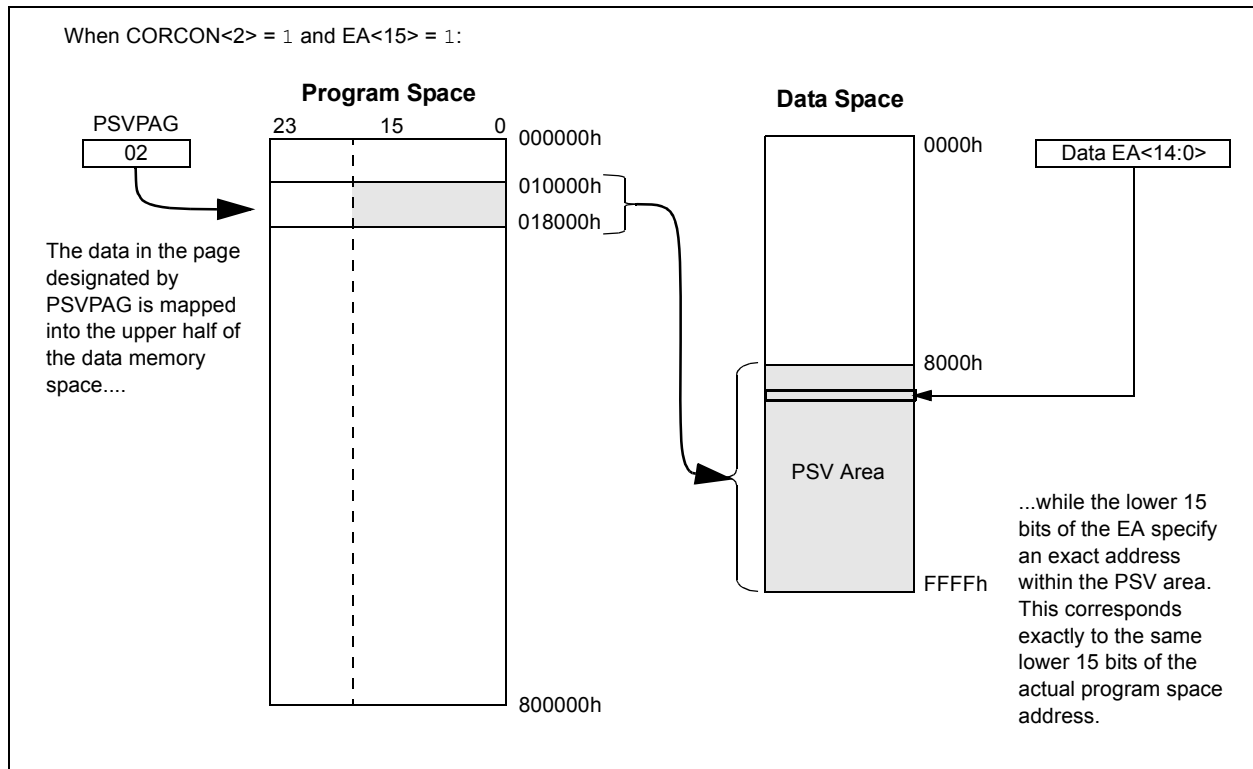 When CORCON<2> = 1 and EA<15> = 1:
Program Space
Data Space
PSVPAG
02
23 15 0
000000h
010000h
018000h
800000h
The data in the page
designated by
PSVPAG is mapped
into the upper half of
the data memory
space....
0000h
8000h
FFFFh
PSV Area
Data EA<14:0>
...while the lower 15
bits of the EA specify
an exact address
within the PSV area.
This corresponds
exactly to the same
lower 15 bits of the
actual program space
address.